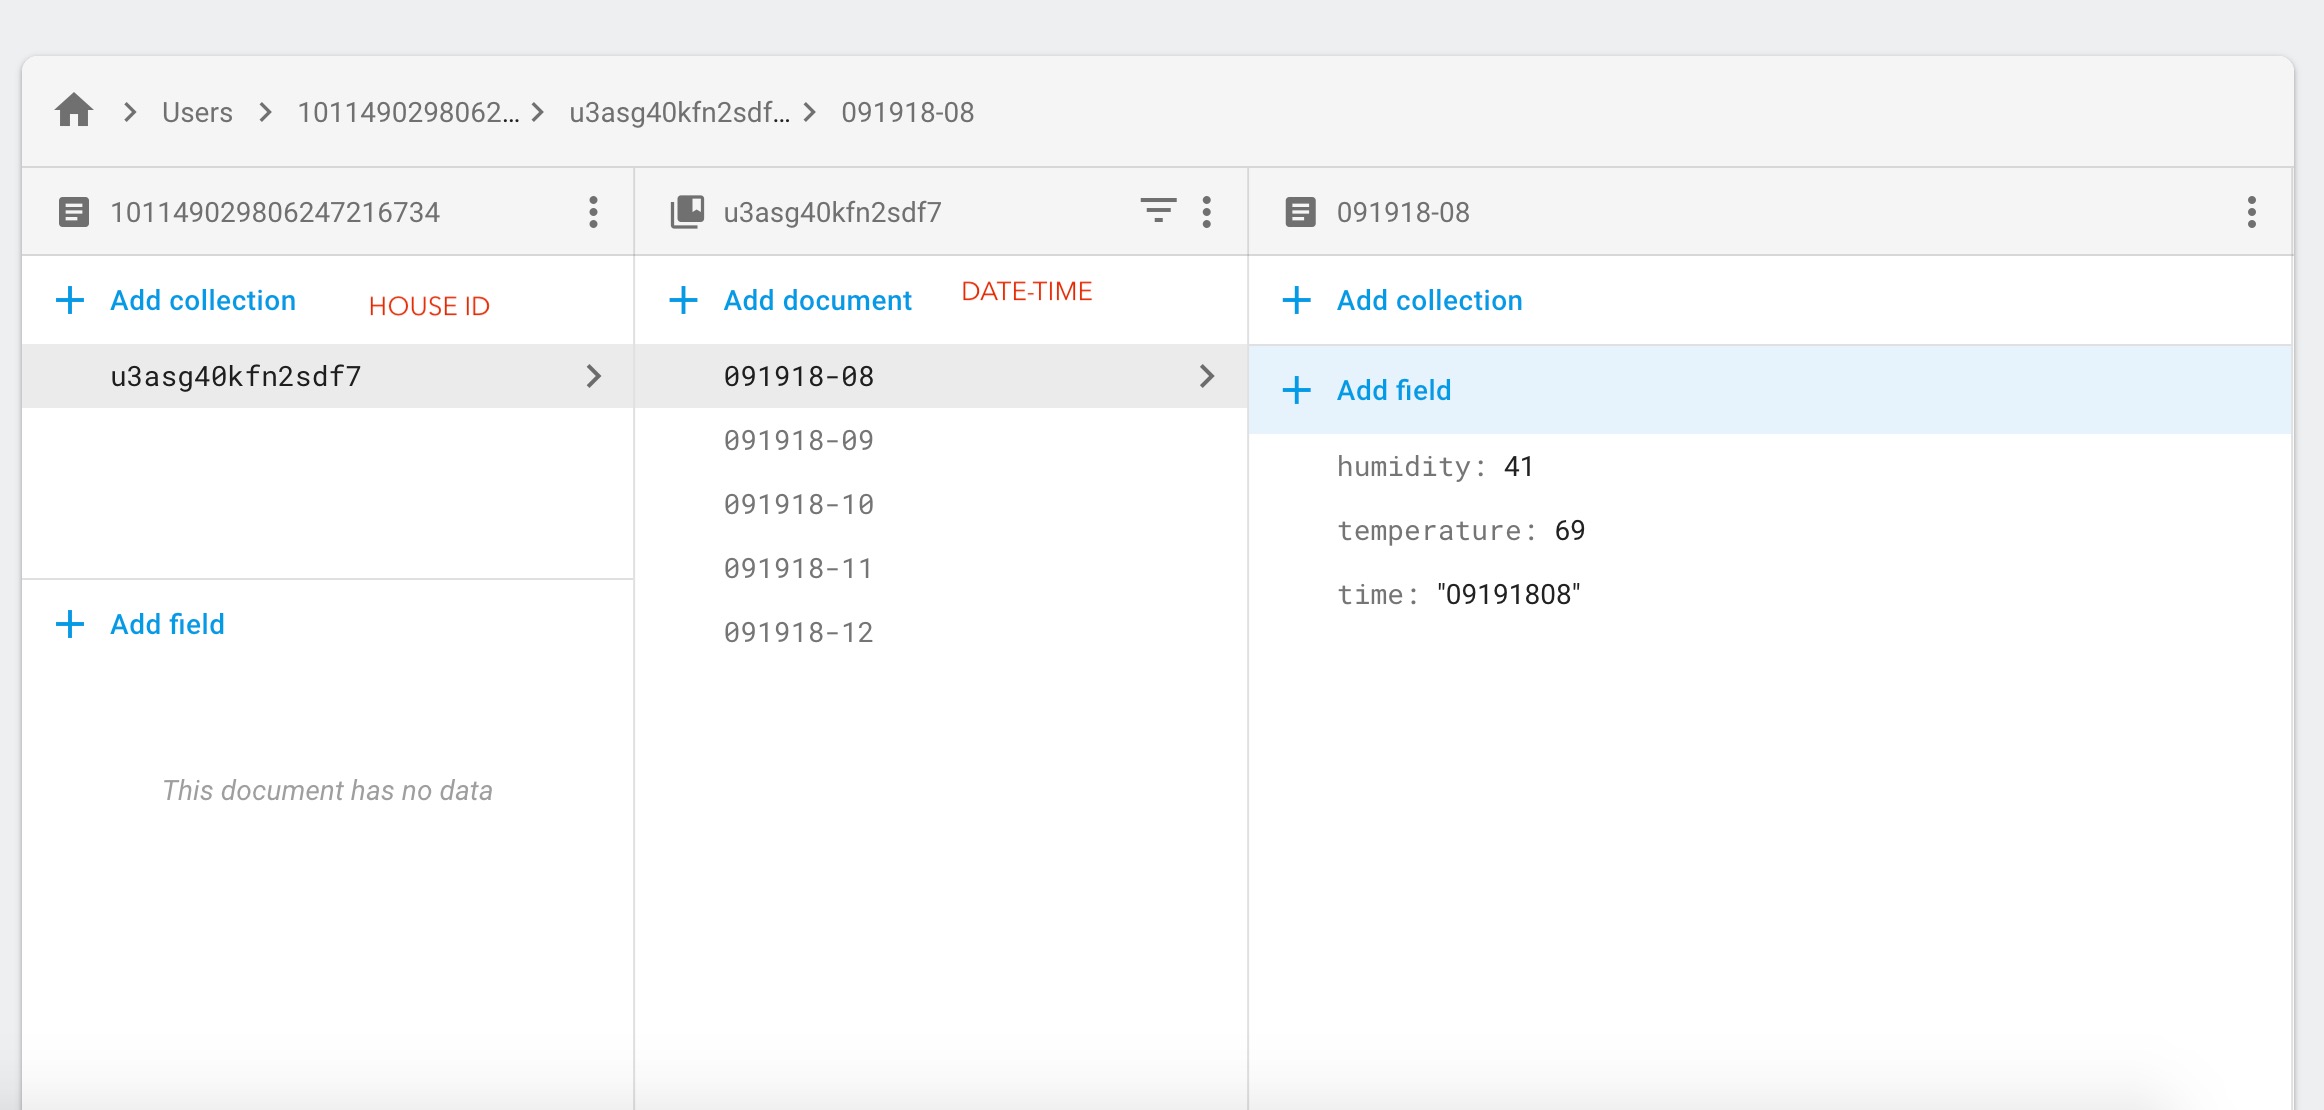 Users 1011490298062... u3asg40kfn2sdf... 091918-08
101149029806247216734
Add collection HOUSE ID
u3asg40kfn2sdf7
Add field
This document has no data
u3asg40kfn2sdf7
Add document DATE-TIME
091918-08
091918-09
091918-10
091918-11
091918-12
091918-08
Add collection
Add field
humidity: 41
temperature: 69
time: "09191808"